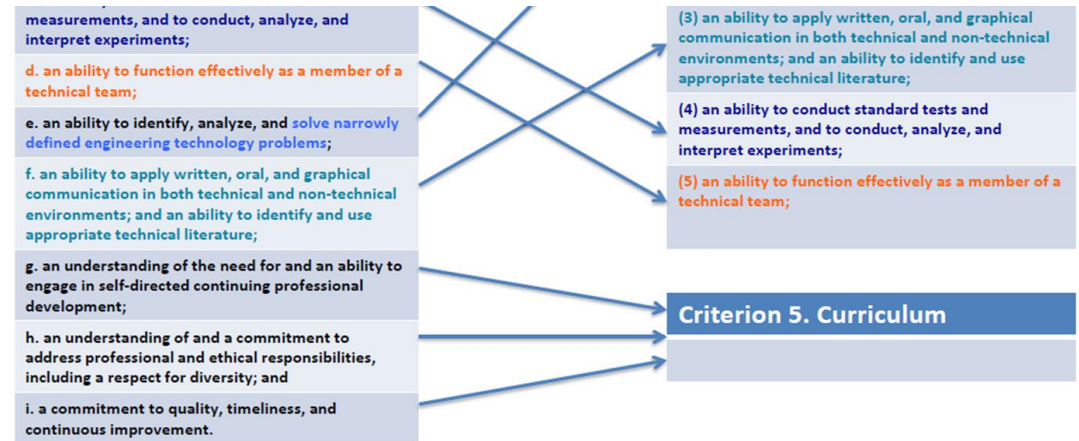 measurements, and to conduct, analyze, and
interpret experiments;
d. an ability to function effectively as a member of a
technical team;
e. an ability to identify, analyze, and solve narrowly
defined engineering technology problems;
f. an ability to apply written, oral, and graphical
communication in both technical and non-technical
environments; and an ability to identify and use
appropriate technical literature;
g. an understanding of the need for and an ability to
engage in self-directed continuing professional
development;
h. an understanding of and a commitment to
address professional and ethical responsibilities,
including a respect for diversity; and
i. a commitment to quality, timeliness, and
continuous improvement.
(3) an ability to apply written, oral, and graphical
communication in both technical and non-technical
environments; and an ability to identify and use
appropriate technical literature;
(4) an ability to conduct standard tests and
measurements, and to conduct, analyze, and
interpret experiments;
(5) an ability to function effectively as a member of a
technical team;
Criterion 5. Curriculum